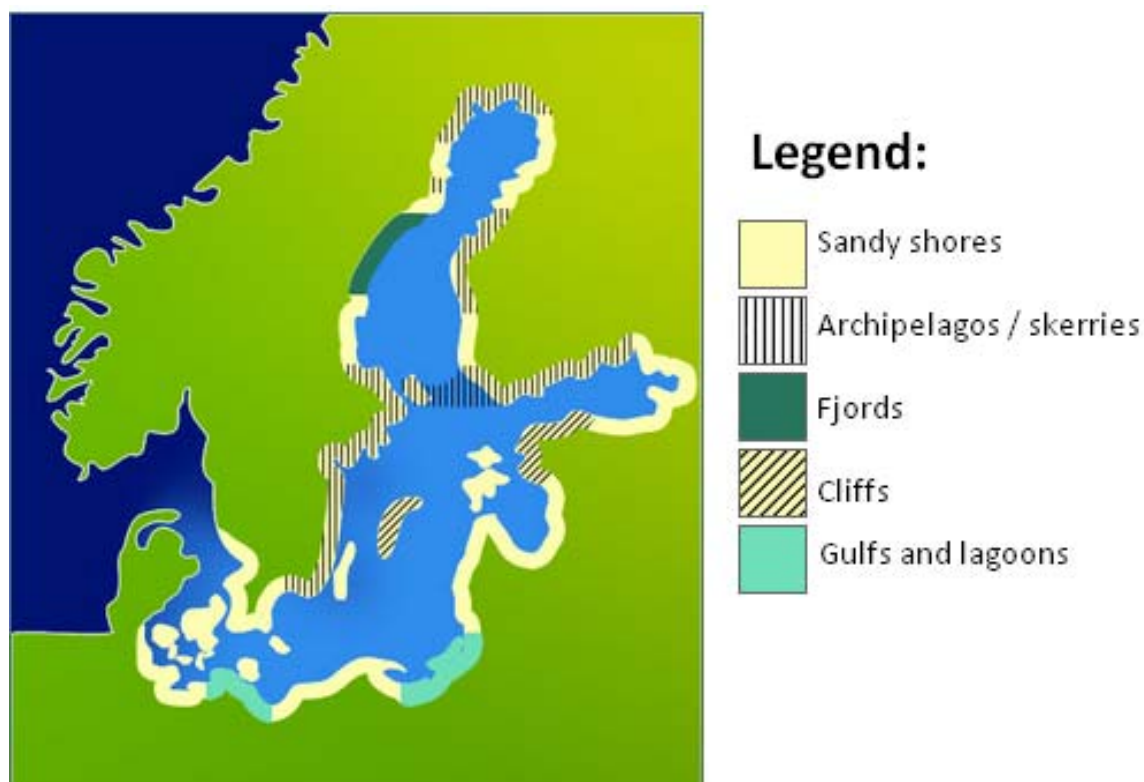 Legend:
Sandy shores
Archipelagos / skerries
Fjords
Cliffs
Gulfs and lagoons